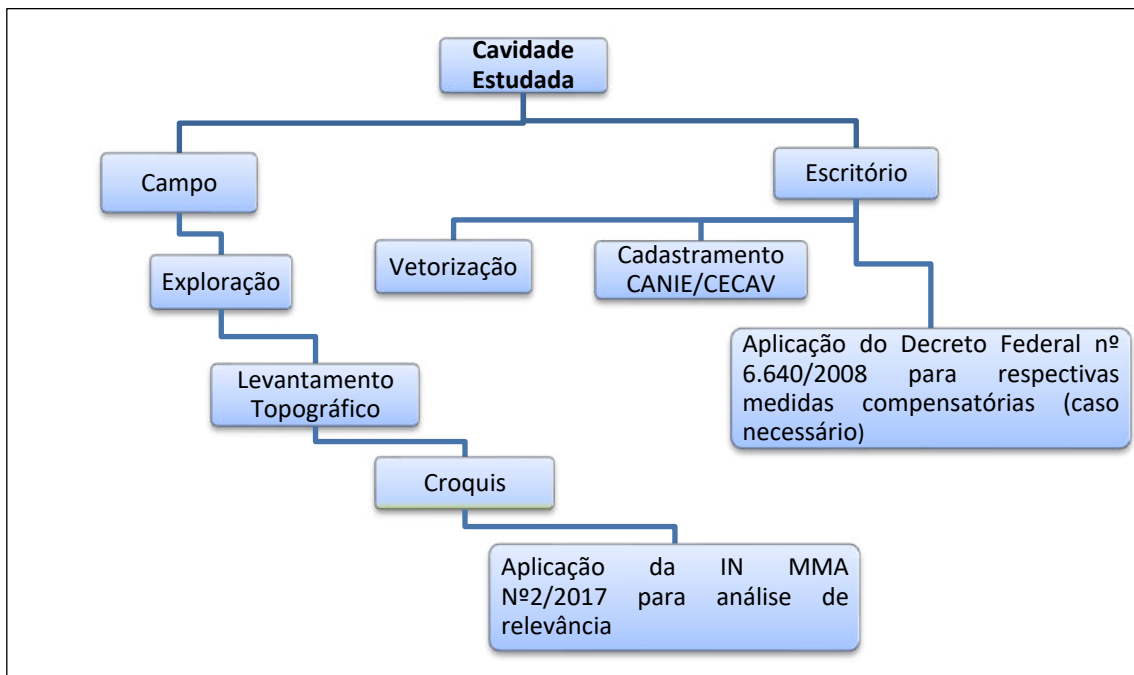 Cavidade
Estudada
Campo
Escritório
Exploração
Vetorização
Cadastramento
CANIE/CECAV
Levantamento
Topográfico
Aplicação do Decreto Federal nº
6.640/2008 para respectivas
medidas compensatórias (caso
necessário)
Croquis
Aplicação da IN MMA
Nº2/2017 para análise de
relevância